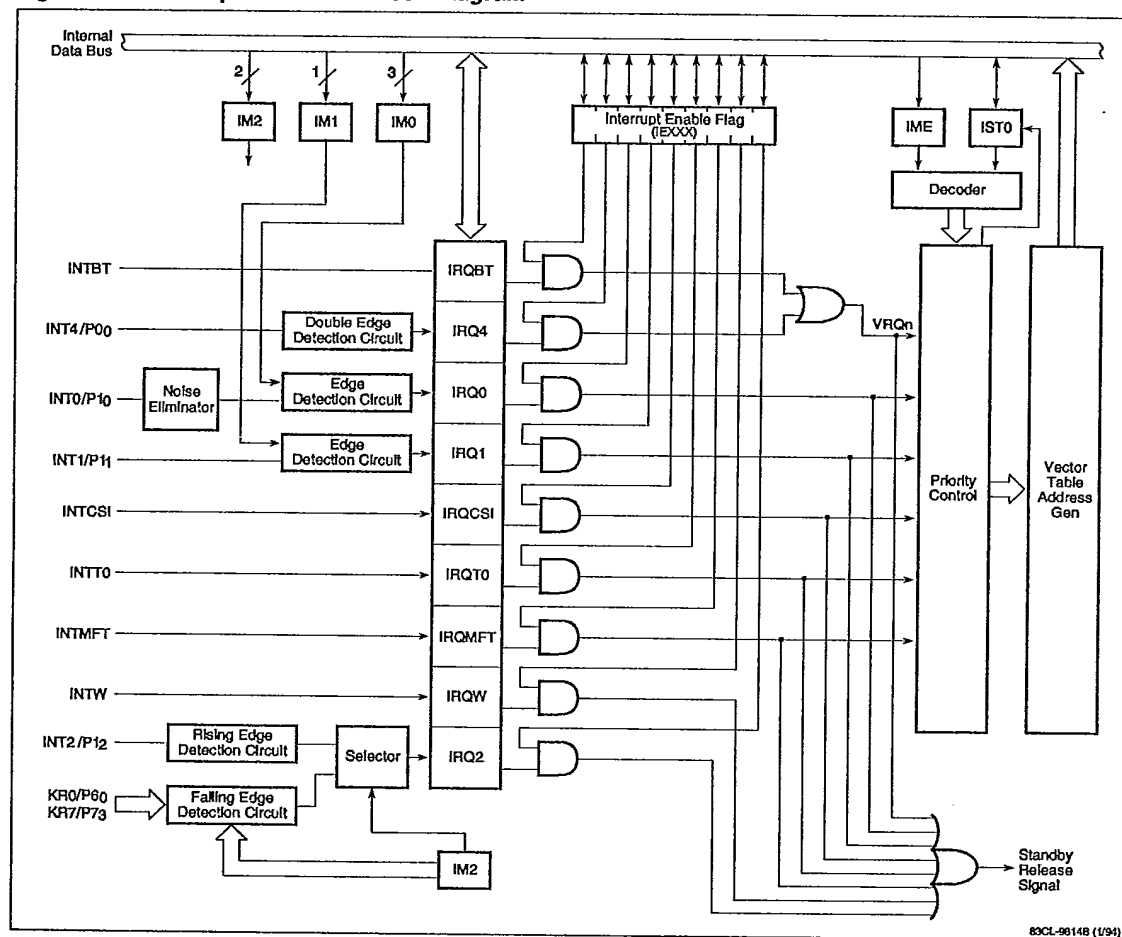 Internal
Data Bus
2
1
3
IM2
IM1
IM0
Interrupt Enable Flag
(IEXXX)
IME
IST0
Decoder
INTBT
IRQBT
INT4/P00
Double Edge
Detection Circuit
IRQ4
VRQn
INT0/P10
Noise
Eliminator
Edge
Detection Circuit
IRQ0
INT1/P11
Edge
Detection Circuit
IRQ1
INTCSI
IRQCSI
Priority
Control
Vector
Table
Address
Gen
INTT0
IRQT0
INTMFT
IRQMFT
INTW
IRQW
INT2/P12
Rising Edge
Detection Circuit
Selector
IRQ2
KR0/P60
KR7/P73
Falling Edge
Detection Circuit
IM2
Standby
Release
Signal
83CL-9814B (1/94)